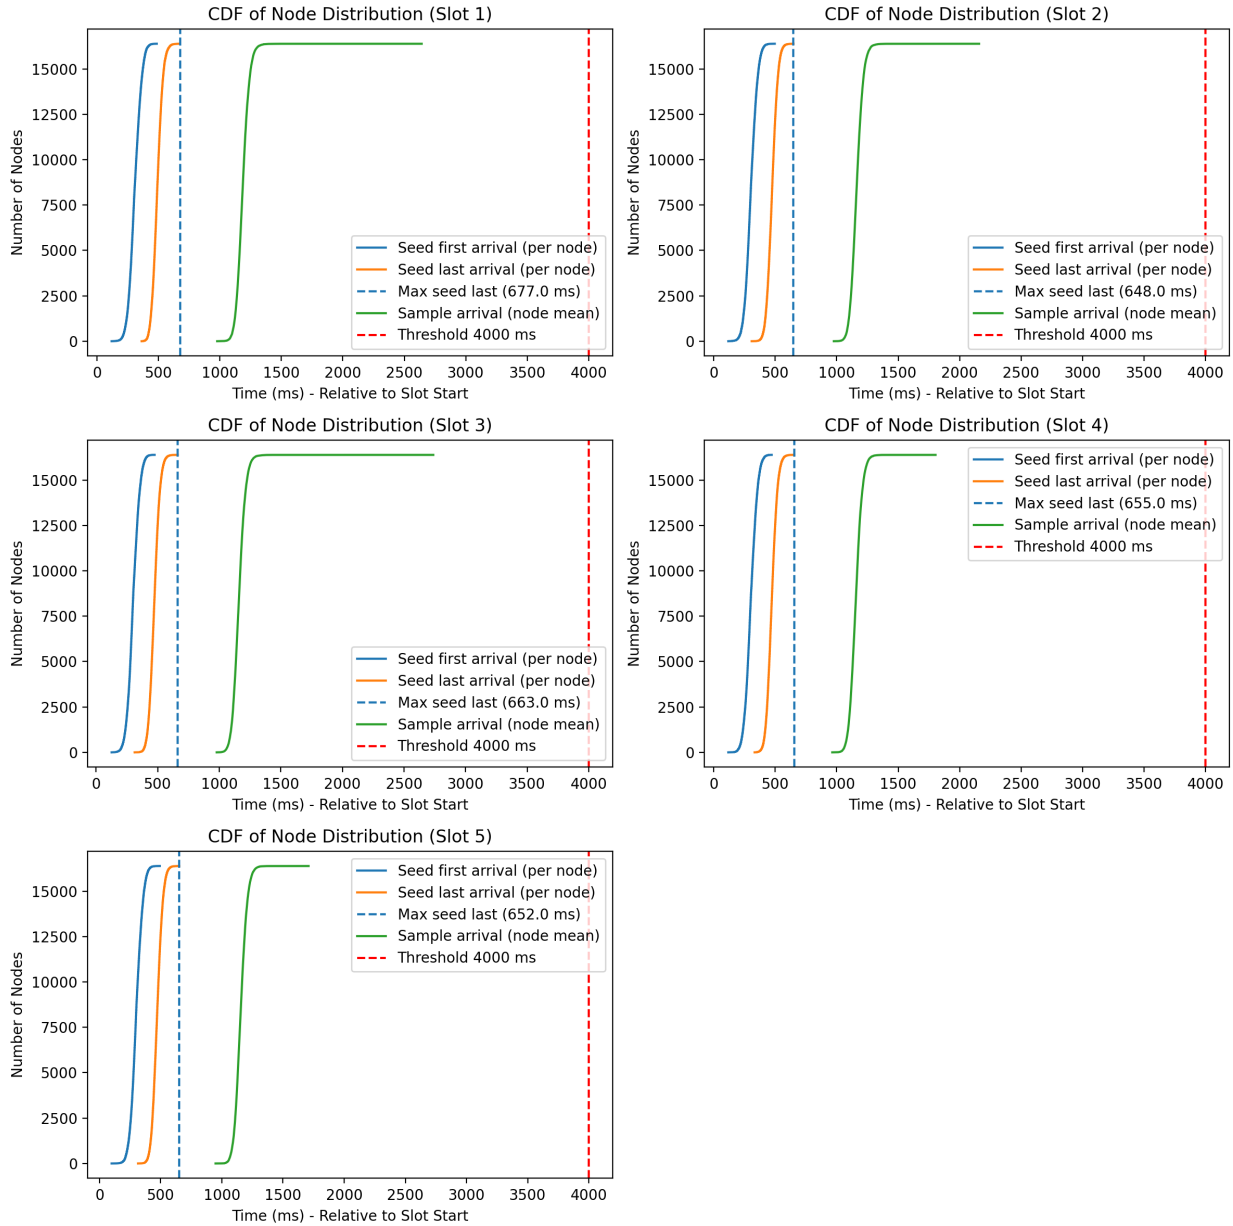 CDF of Node Distribution (Slot 1)
Number of Nodes
15000
12500
10000
7500
5000
2500
0
Seed first arrival (per node)
Seed last arrival (per node)
Max seed last (677.0 ms)
Sample arrival (node mean)
Threshold 4000 ms
0 500 1000 1500 2000 2500 3000 3500 4000
Time (ms) - Relative to Slot Start
CDF of Node Distribution (Slot 2)
Number of Nodes
15000
12500
10000
7500
5000
2500
0
Seed first arrival (per node)
Seed last arrival (per node)
Max seed last (648.0 ms)
Sample arrival (node mean)
Threshold 4000 ms
0 500 1000 1500 2000 2500 3000 3500 4000
Time (ms) - Relative to Slot Start
CDF of Node Distribution (Slot 3)
Number of Nodes
15000
12500
10000
7500
5000
2500
0
Seed first arrival (per node)
Seed last arrival (per node)
Max seed last (663.0 ms)
Sample arrival (node mean)
Threshold 4000 ms
0 500 1000 1500 2000 2500 3000 3500 4000
Time (ms) - Relative to Slot Start
CDF of Node Distribution (Slot 4)
Number of Nodes
15000
12500
10000
7500
5000
2500
0
Seed first arrival (per node)
Seed last arrival (per node)
Max seed last (655.0 ms)
Sample arrival (node mean)
Threshold 4000 ms
0 500 1000 1500 2000 2500 3000 3500 4000
Time (ms) - Relative to Slot Start
CDF of Node Distribution (Slot 5)
Number of Nodes
15000
12500
10000
7500
5000
2500
0
Seed first arrival (per node)
Seed last arrival (per node)
Max seed last (652.0 ms)
Sample arrival (node mean)
Threshold 4000 ms
0 500 1000 1500 2000 2500 3000 3500 4000
Time (ms) - Relative to Slot Start